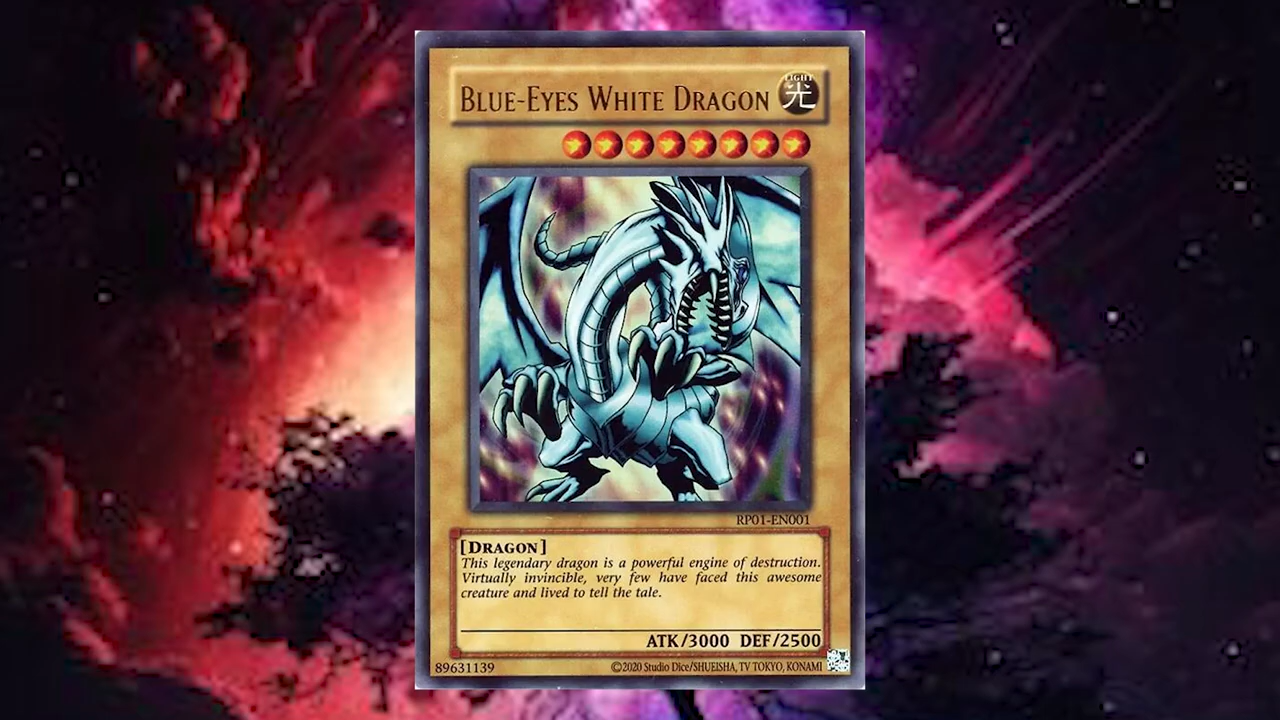 BLUE-EYES WHITE DRAGON
LIGHT
光
RP01-EN001
[DRAGON]
This legendary dragon is a powerful engine of destruction.
Virtually invincible, very few have faced this awesome
creature and lived to tell the tale.
ATK/3000 DEF/2500
89631139 ©2020 Studio Dice/SHUEISHA, TV TOKYO, KONAMI